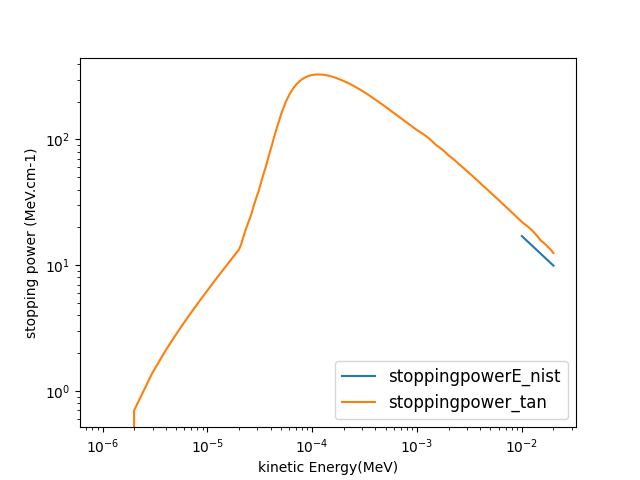 stopping power (MeV.cm-1)
10²
10¹
10⁰
stoppingpowerE_nist
stoppingpower_tan
10⁻⁶ 10⁻⁵ 10⁻⁴ 10⁻³ 10⁻²
kinetic Energy(MeV)